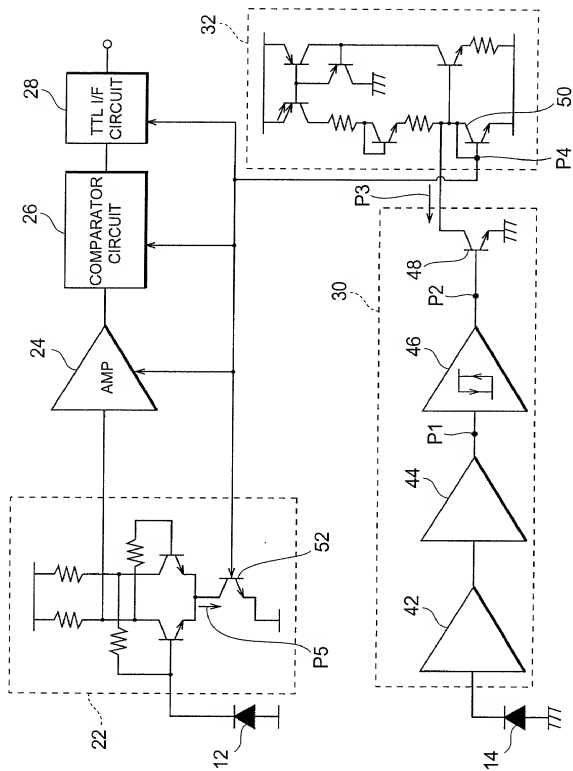 32
28
TTL I/F
CIRCUIT
26
COMPARATOR
CIRCUIT
24
AMP
50
P4
P3
30
48
P2
46
P1
44
42
52
P5
22
12
14